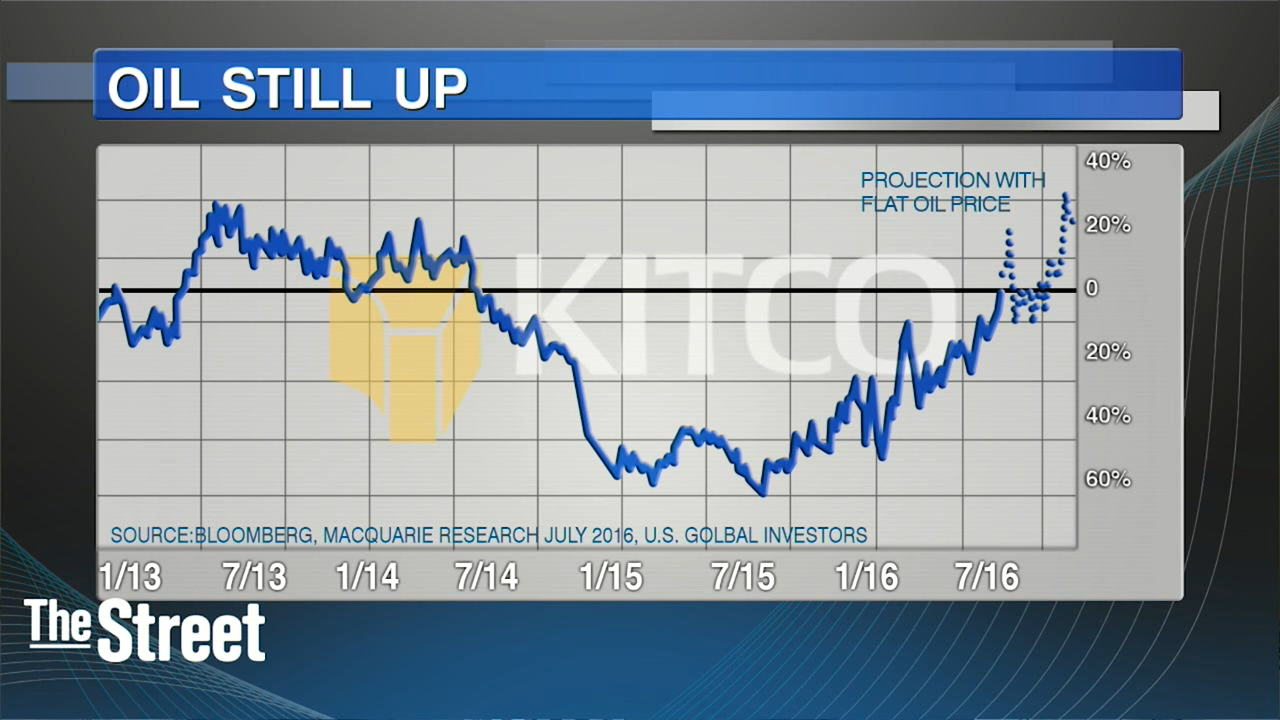 OIL STILL UP
PROJECTION WITH
FLAT OIL PRICE
40%
20%
0
20%
40%
60%
KITCO
SOURCE:BLOOMBERG, MACQUARIE RESEARCH JULY 2016, U.S. GOLBAL INVESTORS
1/13 7/13 1/14 7/14 1/15 7/15 1/16 7/16
The Street